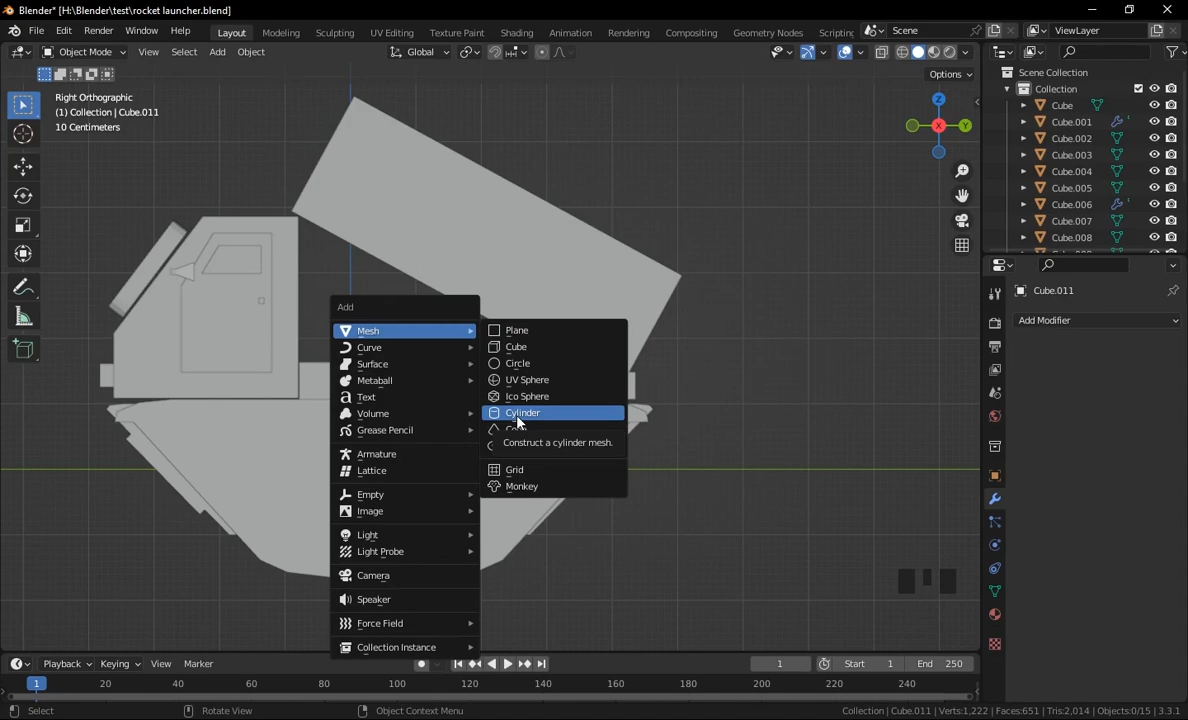 Blender* [H:\Blender\test\rocket launcher.blend]
File Edit Render Window Help Layout Modeling Sculpting UV Editing Texture Paint Shading Animation Rendering Compositing Geometry Nodes Scripting Scene ViewLayer
Object Mode View Select Add Object Global
Options
Right Orthographic
(1) Collection | Cube.011
10 Centimeters
Z
X
Y
Add
Mesh
Curve
Surface
Metaball
Text
Volume
Grease Pencil
Armature
Lattice
Empty
Image
Light
Light Probe
Camera
Speaker
Force Field
Collection Instance
Plane
Cube
Circle
UV Sphere
Ico Sphere
Cylinder
Construct a cylinder mesh.
Grid
Monkey
Scene Collection
Collection
Cube
Cube.001
Cube.002
Cube.003
Cube.004
Cube.005
Cube.006
Cube.007
Cube.008
Cube.011
Add Modifier
Playback Keying View Marker 1 Start 1 End 250
1 20 40 60 80 100 120 140 160 180 200 220 240
Select Rotate View Object Context Menu Collection | Cube.011 | Verts:1,222 | Faces:651 | Tris:2,014 | Objects:0/15 | 3.3.1